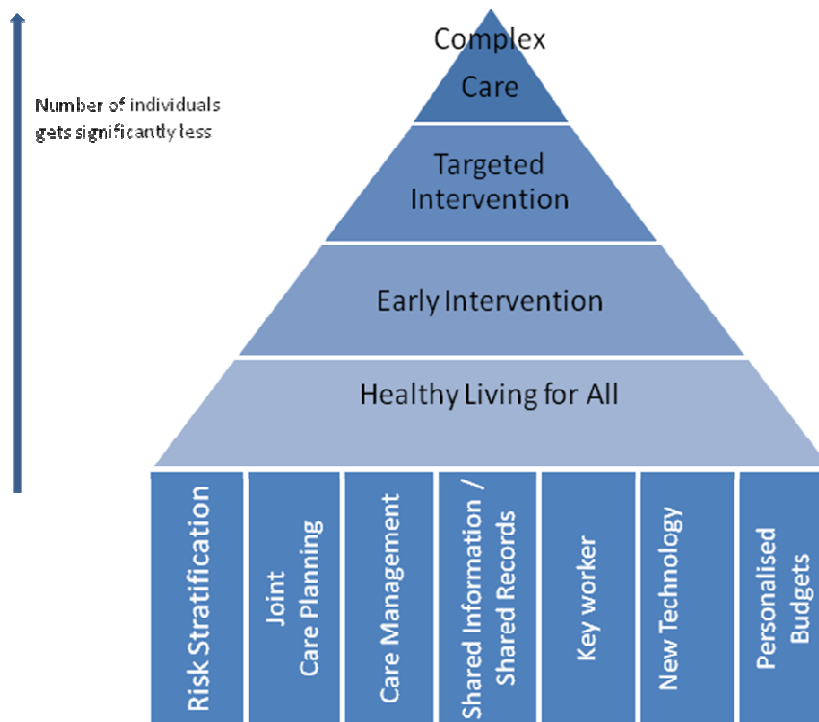 Complex
Care
Number of individuals
gets significantly less
Targeted
Intervention
Early Intervention
Healthy Living for All
Risk Stratification
Joint
Care Planning
Care Management
Shared Information /
Shared Records
Key worker
New Technology
Personalised
Budgets